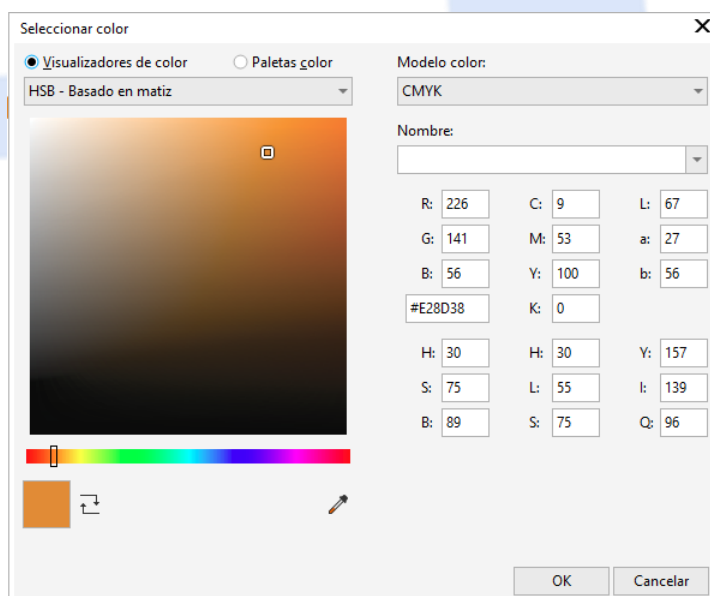 Seleccionar color
Visualizadores de color
Paletas color
HSB - Basado en matiz
Modelo color:
CMYK
Nombre:
R: 226
C: 9
L: 67
G: 141
M: 53
a: 27
B: 56
Y: 100
b: 56
#E28D38
K: 0
H: 30
H: 30
Y: 157
S: 75
L: 55
I: 139
B: 89
S: 75
Q: 96
OK
Cancelar